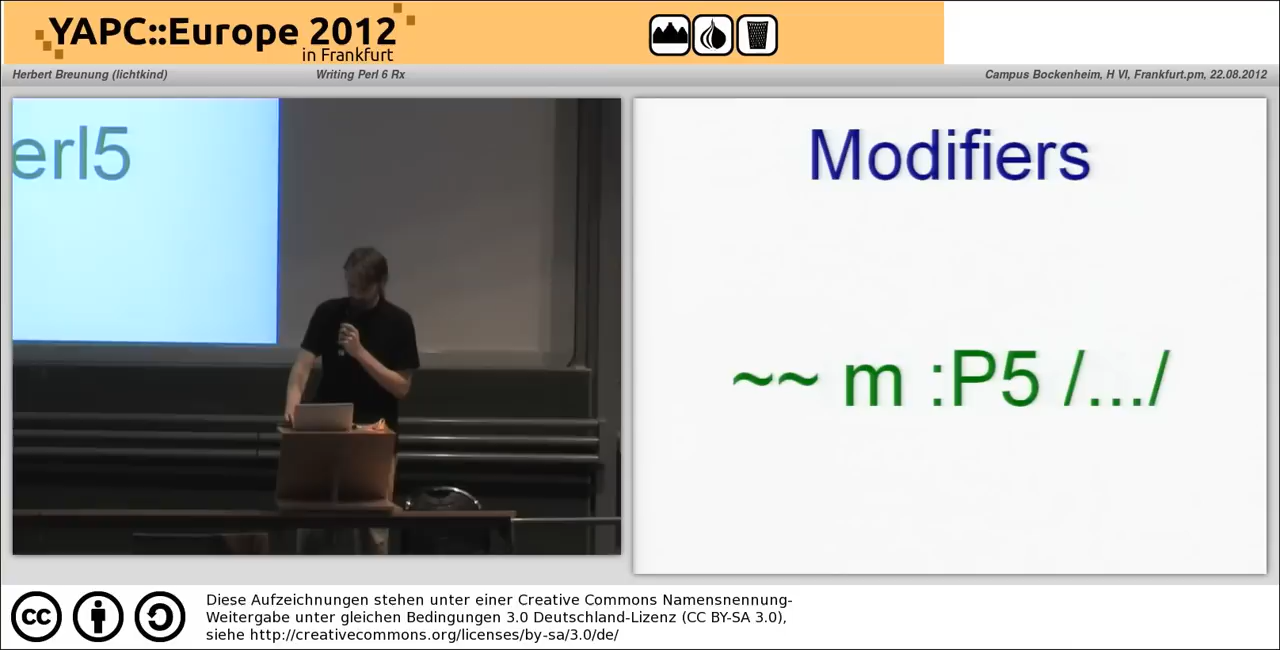 YAPC::Europe 2012
in Frankfurt
Herbert Breunung (lichtkind)
Writing Perl 6 Rx
Campus Bockenheim, H VI, Frankfurt.pm, 22.08.2012
erl5
Modifiers
~~ m :P5 /.../
cc
Diese Aufzeichnungen stehen unter einer Creative Commons Namensnennung-
Weitergabe unter gleichen Bedingungen 3.0 Deutschland-Lizenz (CC BY-SA 3.0),
siehe http://creativecommons.org/licenses/by-sa/3.0/de/